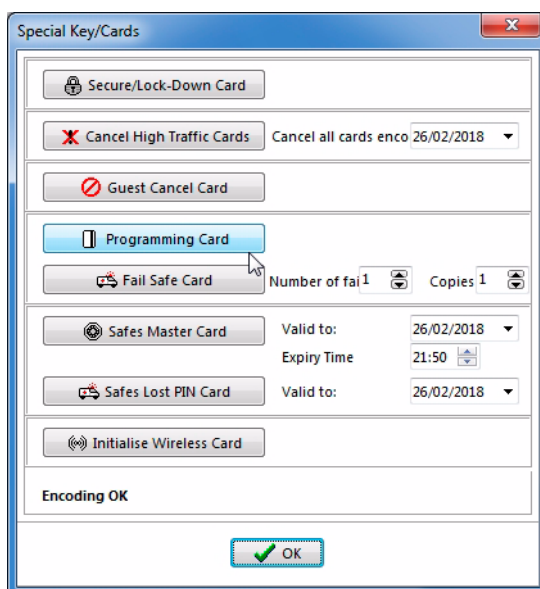 Special Key/Cards
Secure/Lock-Down Card
Cancel High Traffic Cards Cancel all cards enco 26/02/2018
Guest Cancel Card
Programming Card
Fail Safe Card Number of fai 1 Copies 1
Safes Master Card Valid to: 26/02/2018
Expiry Time 21:50
Safes Lost PIN Card Valid to: 26/02/2018
Initialise Wireless Card
Encoding OK
OK